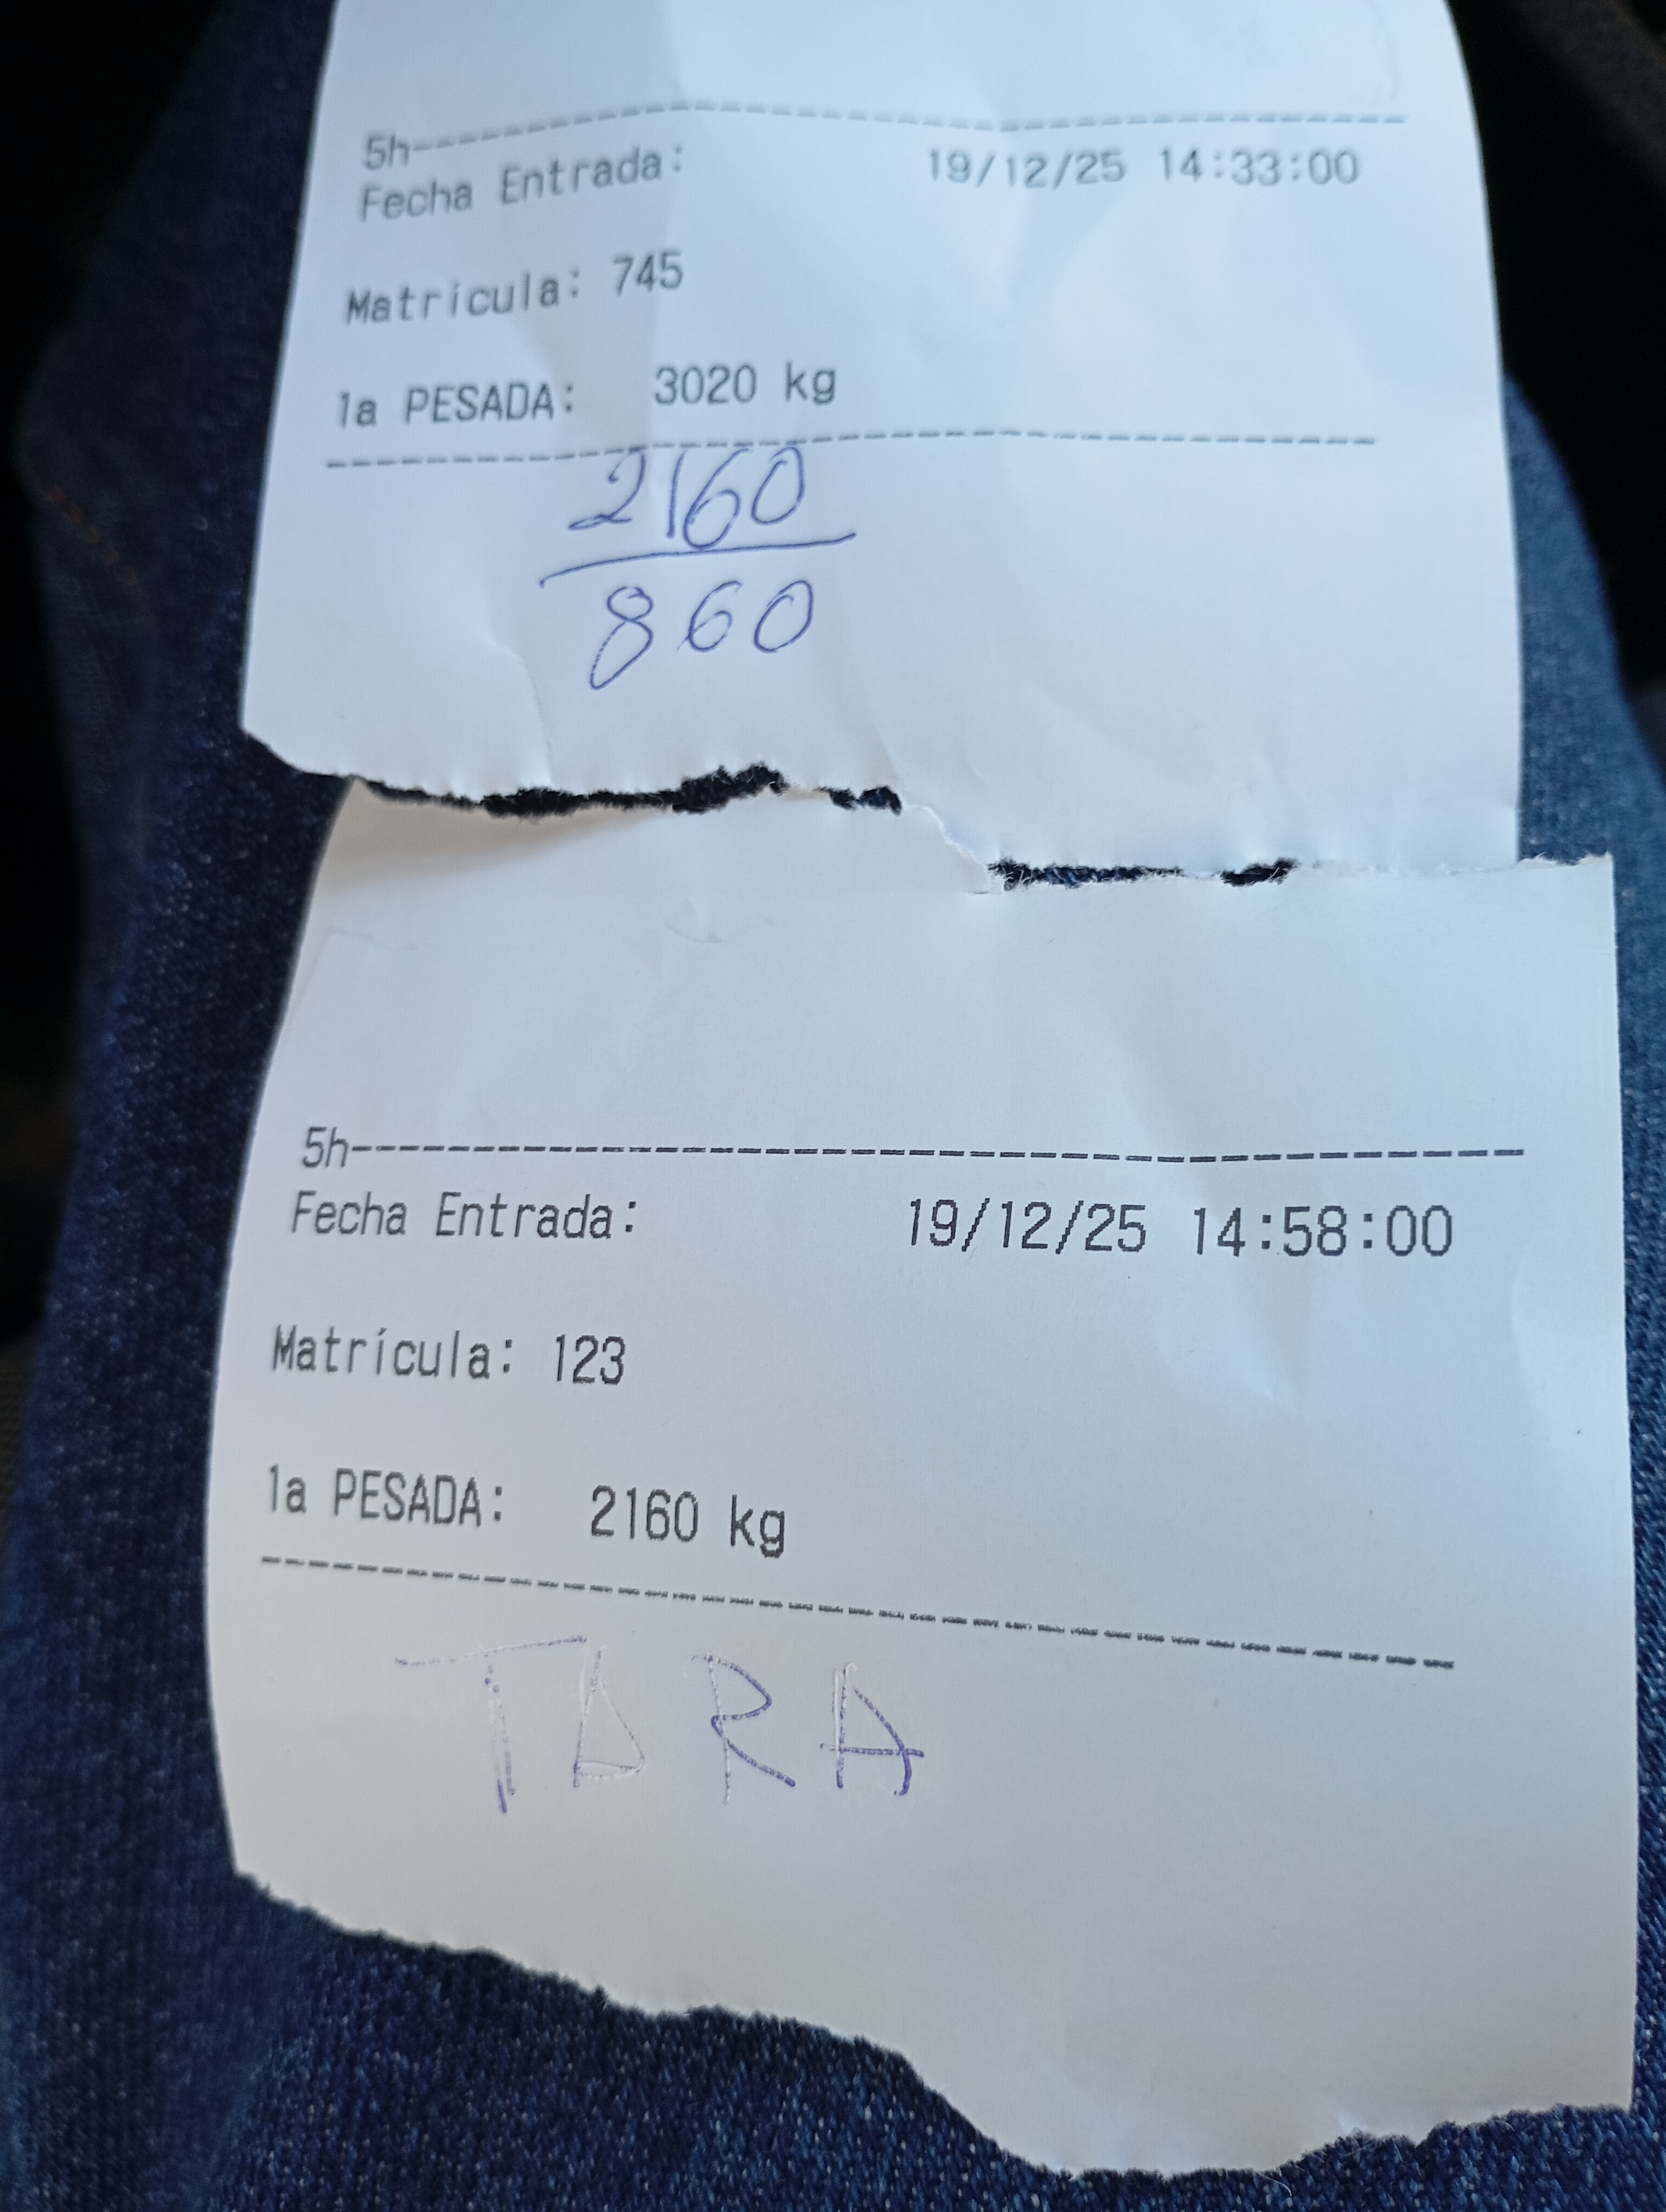 5h--------------------------------------
Fecha Entrada: 19/12/25 14:33:00
Matrícula: 745
1a PESADA: 3020 kg
----------------------------------------
2160
860
5h--------------------------------------
Fecha Entrada: 19/12/25 14:58:00
Matrícula: 123
1a PESADA: 2160 kg
----------------------------------------
TARA